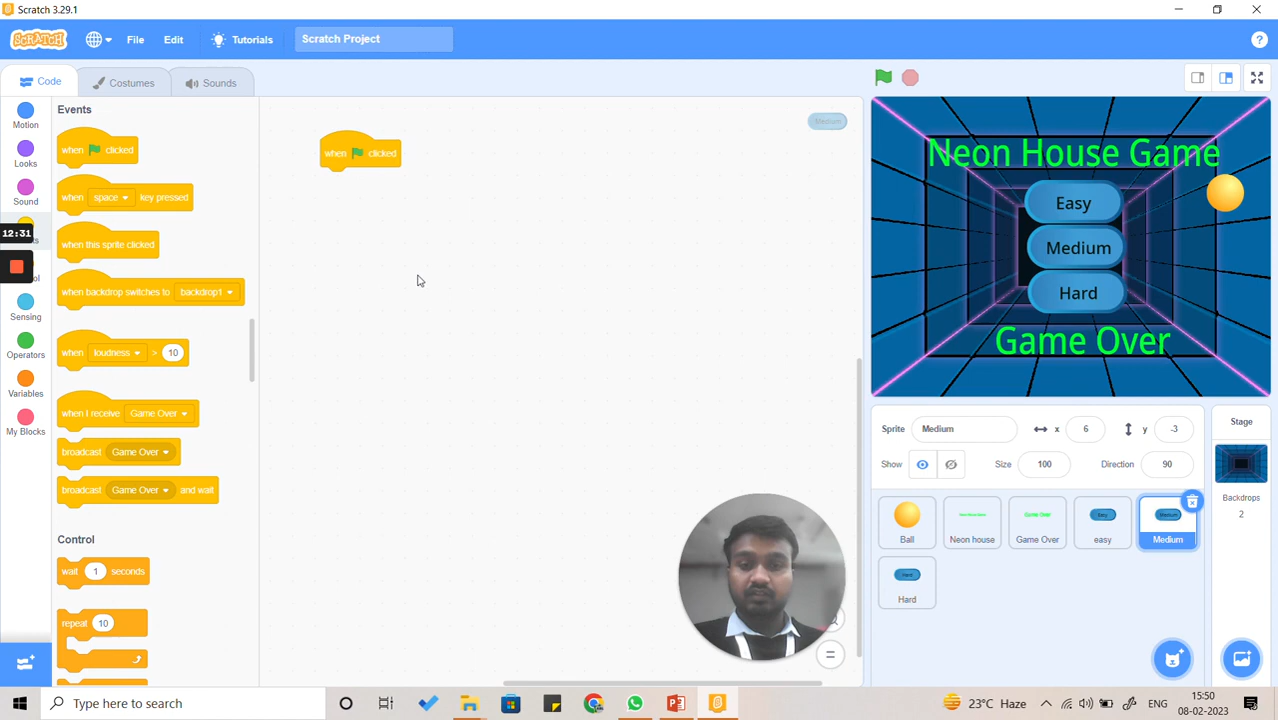 Scratch 3.29.1
SCRATCH
File
Edit
Tutorials
Scratch Project
?
Code
Costumes
Sounds
Motion
Looks
Sound
12:31
Sensing
Operators
Variables
My Blocks
Events
when clicked
when space key pressed
when this sprite clicked
when backdrop switches to backdrop1
when loudness > 10
when I receive Game Over
broadcast Game Over
broadcast Game Over and wait
Control
wait 1 seconds
repeat 10
when clicked
Medium
Neon House Game
Easy
Medium
Hard
Game Over
Sprite Medium x 6 y -3
Show Size 100 Direction 90
Ball
Neon house
Game Over
easy
Medium
Hard
Stage
Backdrops
2
Type here to search
23°C Haze
ENG
15:50
08-02-2023